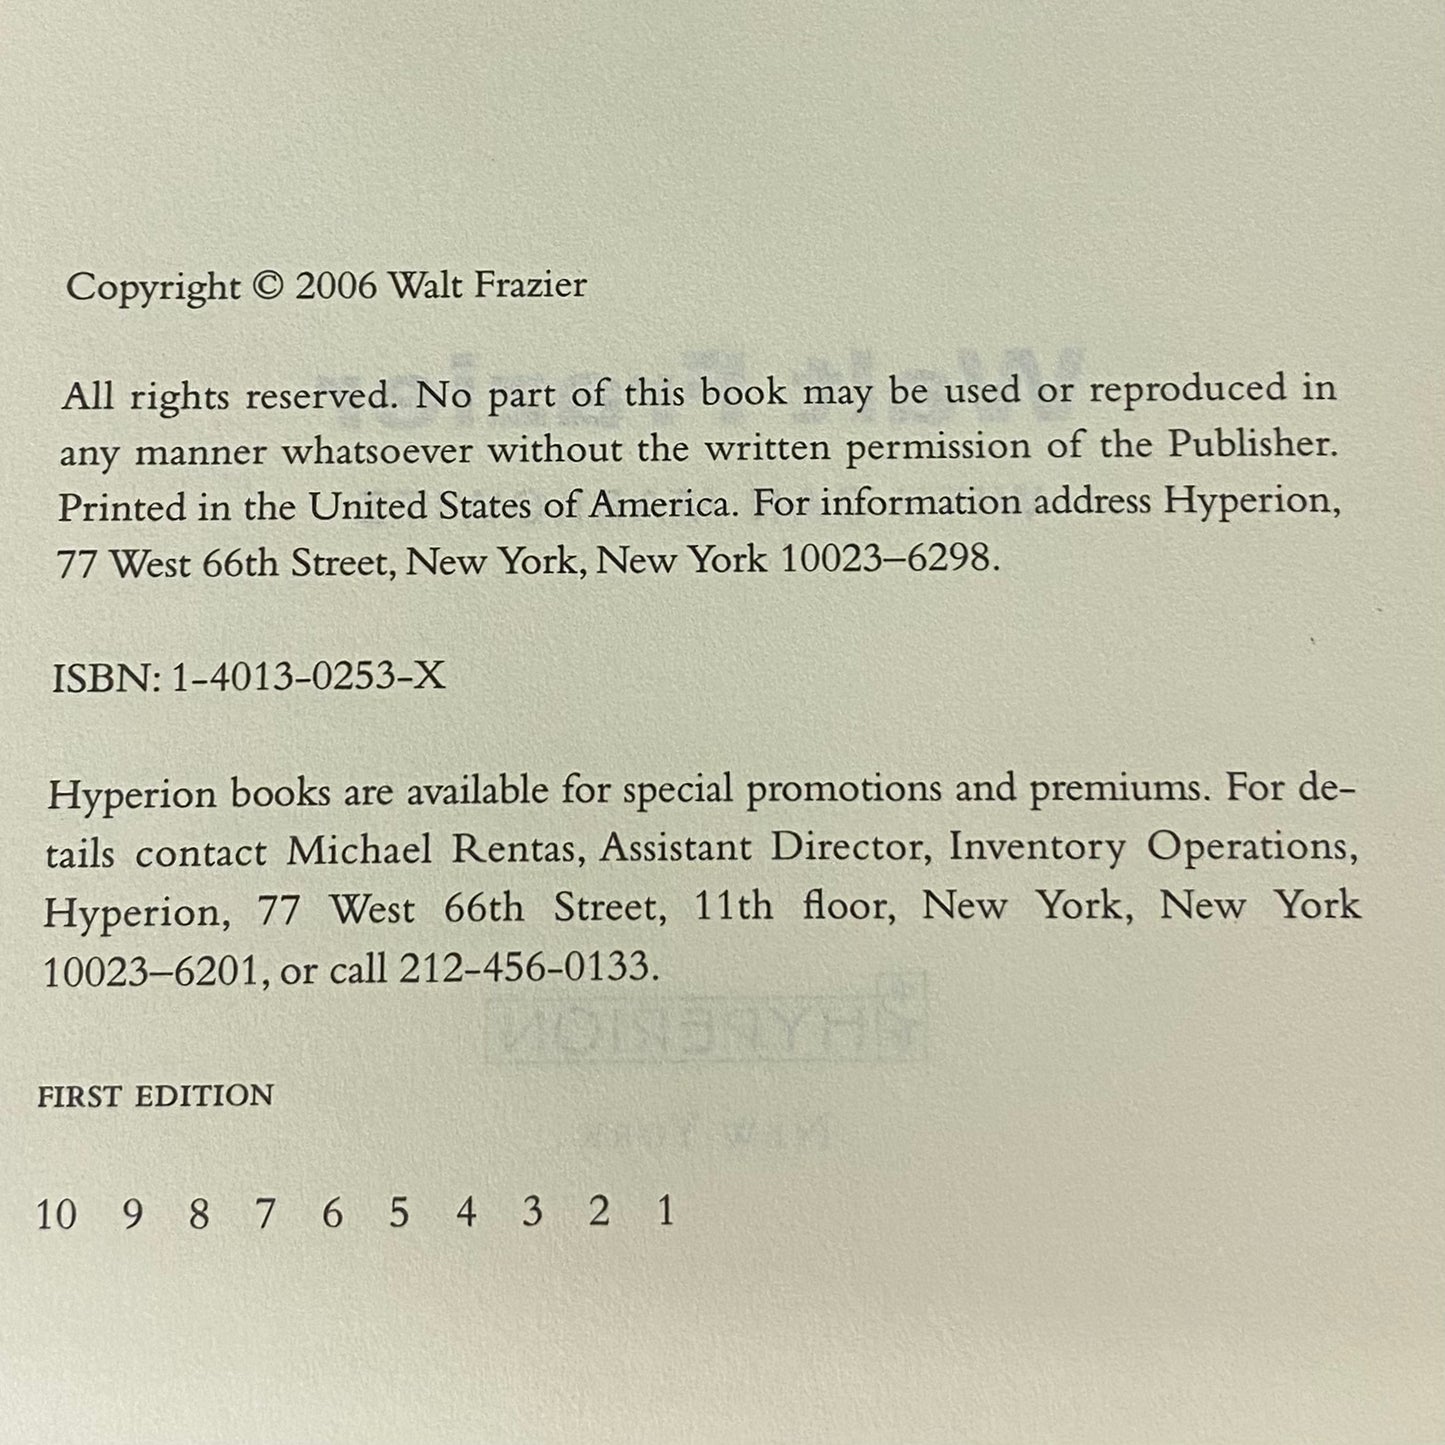 Copyright © 2006 Walt Frazier
All rights reserved. No part of this book may be used or reproduced in
any manner whatsoever without the written permission of the Publisher.
Printed in the United States of America. For information address Hyperion,
77 West 66th Street, New York, New York 10023–6298.
ISBN: 1-4013-0253-X
Hyperion books are available for special promotions and premiums. For de-
tails contact Michael Rentas, Assistant Director, Inventory Operations,
Hyperion, 77 West 66th Street, 11th floor, New York, New York
10023–6201, or call 212-456-0133.
HYPERION
NEW YORK
FIRST EDITION
10 9 8 7 6 5 4 3 2 1